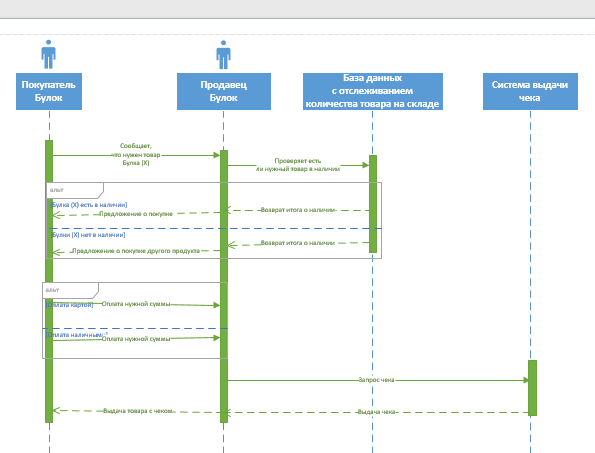 Покупатель
Булок
Продавец
Булок
База данных
с отслеживанием
количества товара на складе
Система выдачи
чека
Сообщает,
что нужен товар
Булка (X)
Проверяет есть
ли нужный товар в наличии
альт
[Булка (X) есть в наличии]
Возврат итога о наличии
Предложение о покупке
[Булки (X) нет в наличии]
Возврат итога о наличии
Предложение о покупке другого продукта
альт
[Оплата картой]
Оплата нужной суммы
[Оплата наличными]
Оплата нужной суммы
Запрос чека
Выдача товара с чеком
Выдача чека